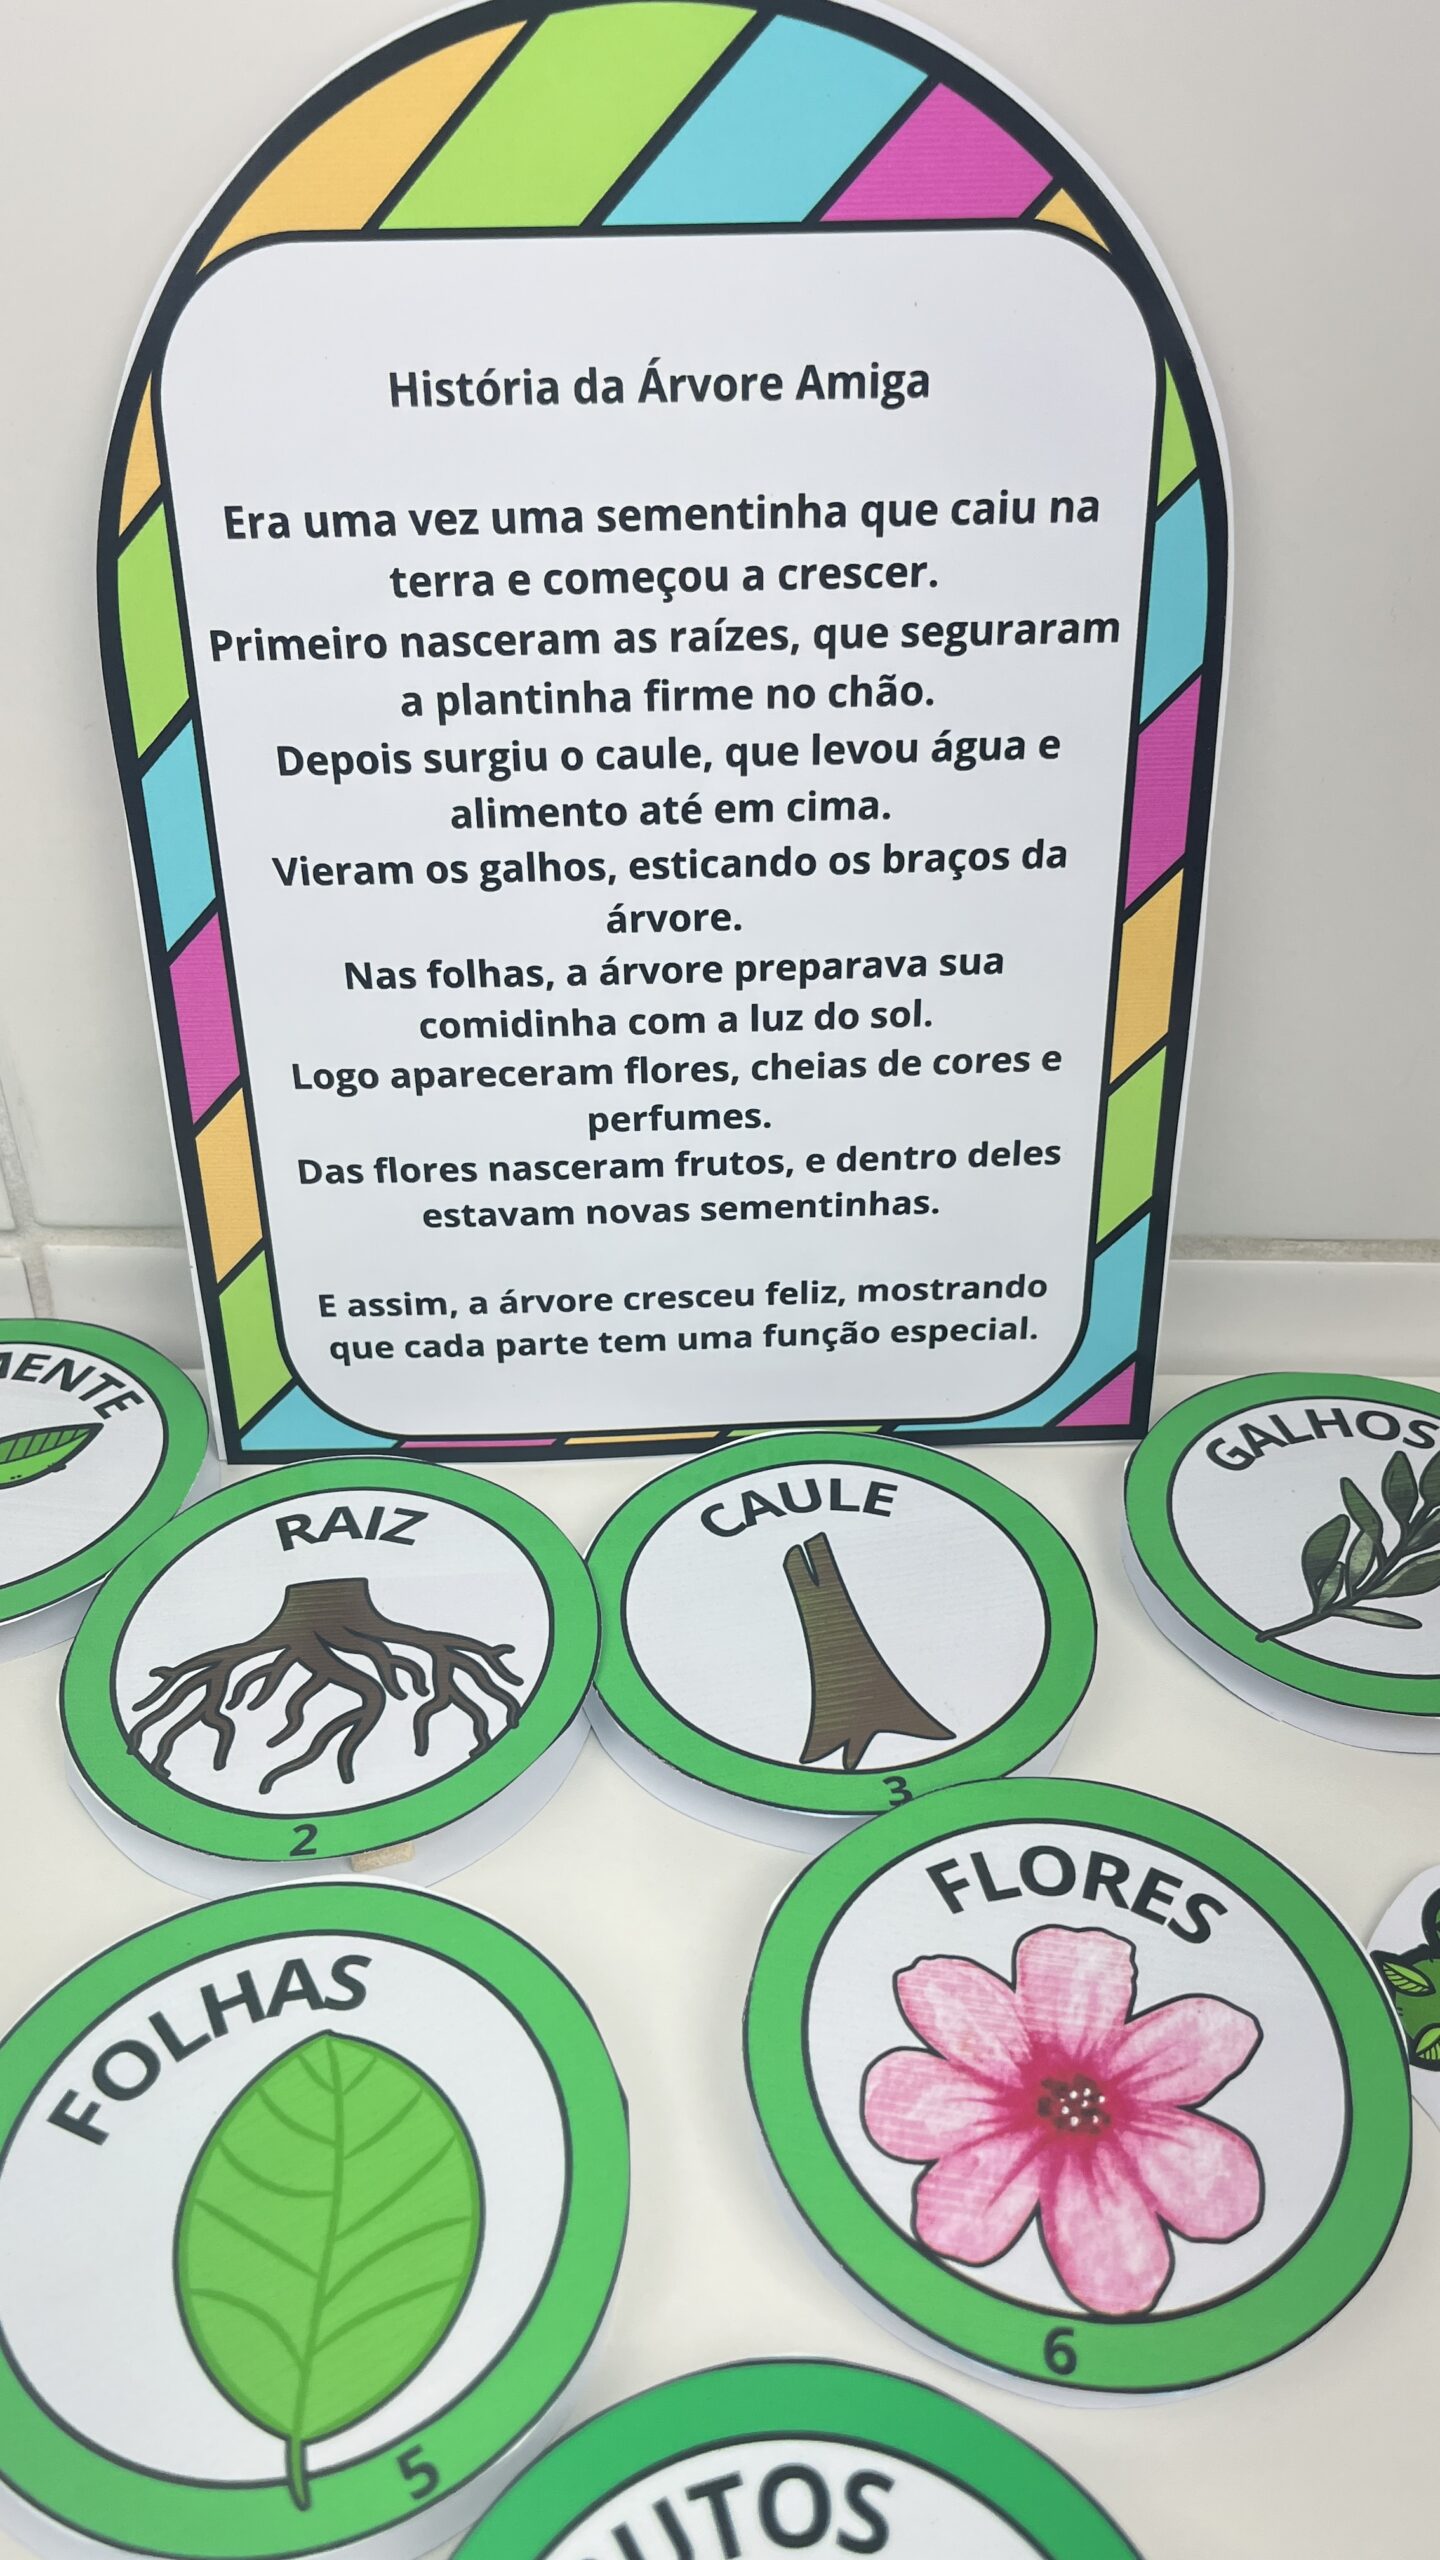 História da Árvore Amiga
Era uma vez uma sementinha que caiu na
terra e começou a crescer.
Primeiro nasceram as raízes, que seguraram
a plantinha firme no chão.
Depois surgiu o caule, que levou água e
alimento até em cima.
Vieram os galhos, esticando os braços da
árvore.
Nas folhas, a árvore preparava sua
comidinha com a luz do sol.
Logo apareceram flores, cheias de cores e
perfumes.
Das flores nasceram frutos, e dentro deles
estavam novas sementinhas.
E assim, a árvore cresceu feliz, mostrando
que cada parte tem uma função especial.
MENTE
RAIZ
2
CAULE
3
GALHOS
FOLHAS
5
FLORES
6
UTOS